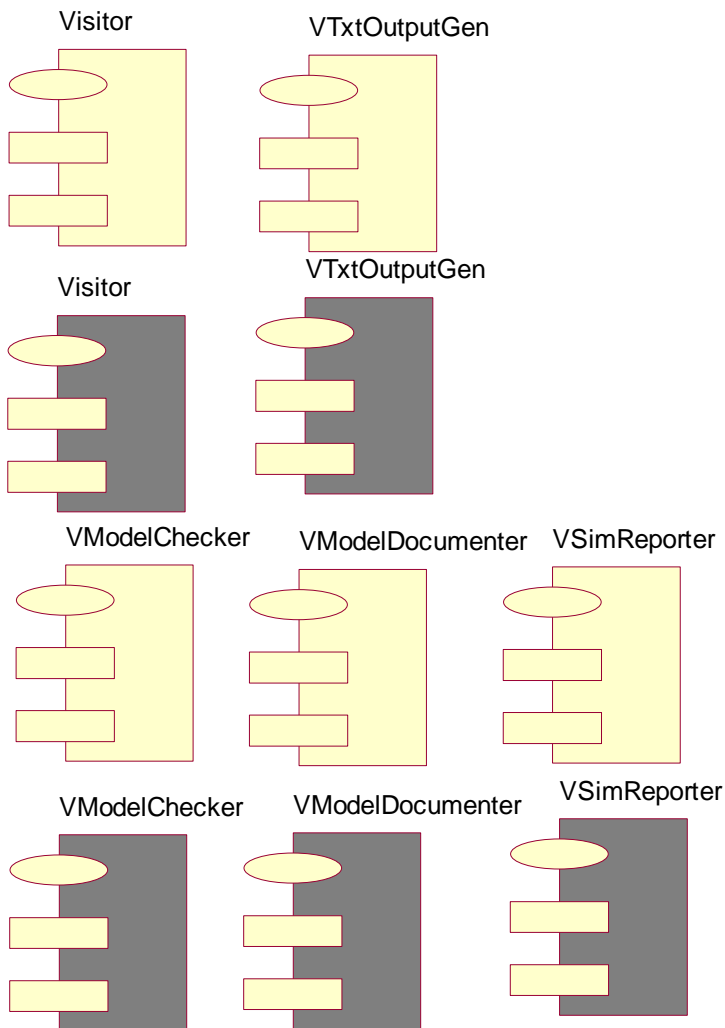 Visitor
VTxtOutputGen
Visitor
VTxtOutputGen
VModelChecker
VModelDocumenter
VSimReporter
VModelChecker
VModelDocumenter
VSimReporter